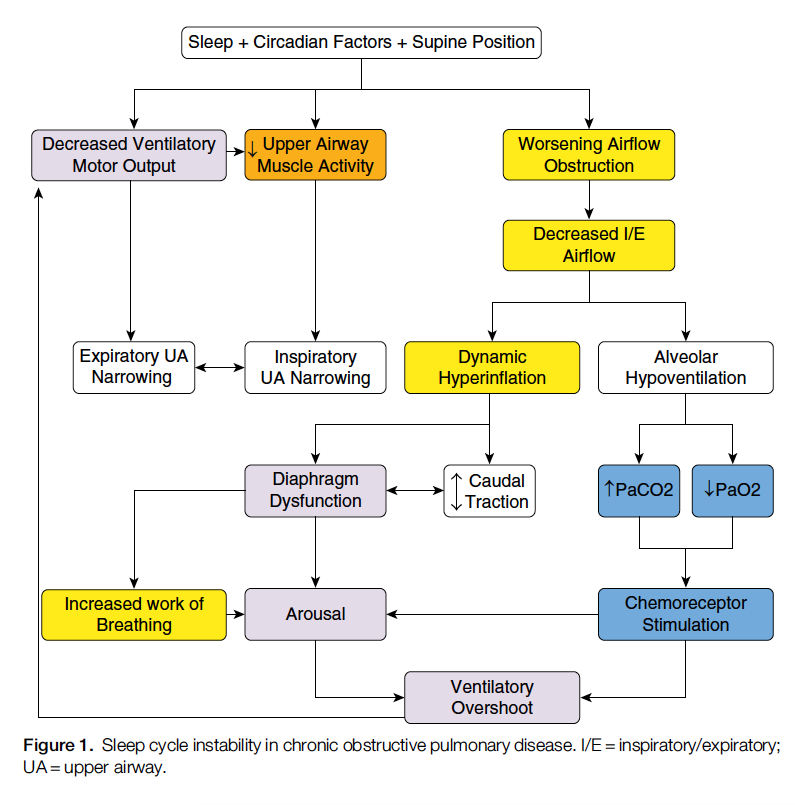 Sleep + Circadian Factors + Supine Position
Decreased Ventilatory
Motor Output
↓ Upper Airway
Muscle Activity
Worsening Airflow
Obstruction
Decreased I/E
Airflow
Expiratory UA
Narrowing
Inspiratory
UA Narrowing
Dynamic
Hyperinflation
Alveolar
Hypoventilation
Diaphragm
Dysfunction
↕ Caudal
Traction
↑PaCO2
↓PaO2
Increased work of
Breathing
Arousal
Chemoreceptor
Stimulation
Ventilatory
Overshoot
Figure 1. Sleep cycle instability in chronic obstructive pulmonary disease. I/E = inspiratory/expiratory;
UA = upper airway.